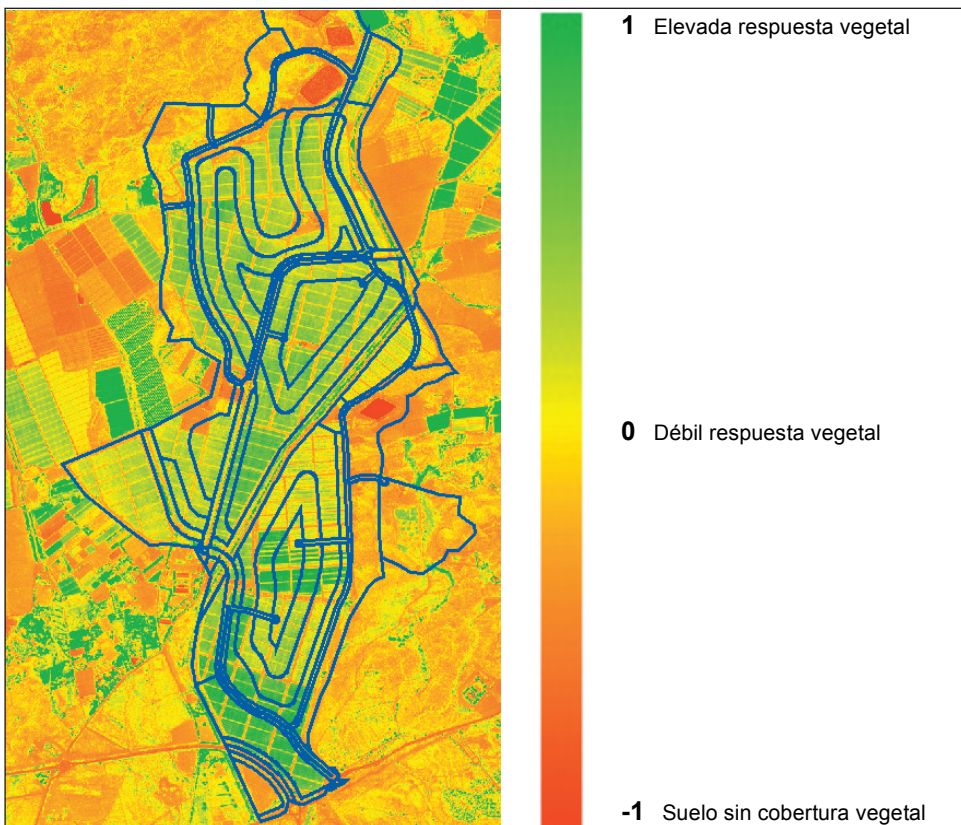 1 Elevada respuesta vegetal
0 Débil respuesta vegetal
-1 Suelo sin cobertura vegetal